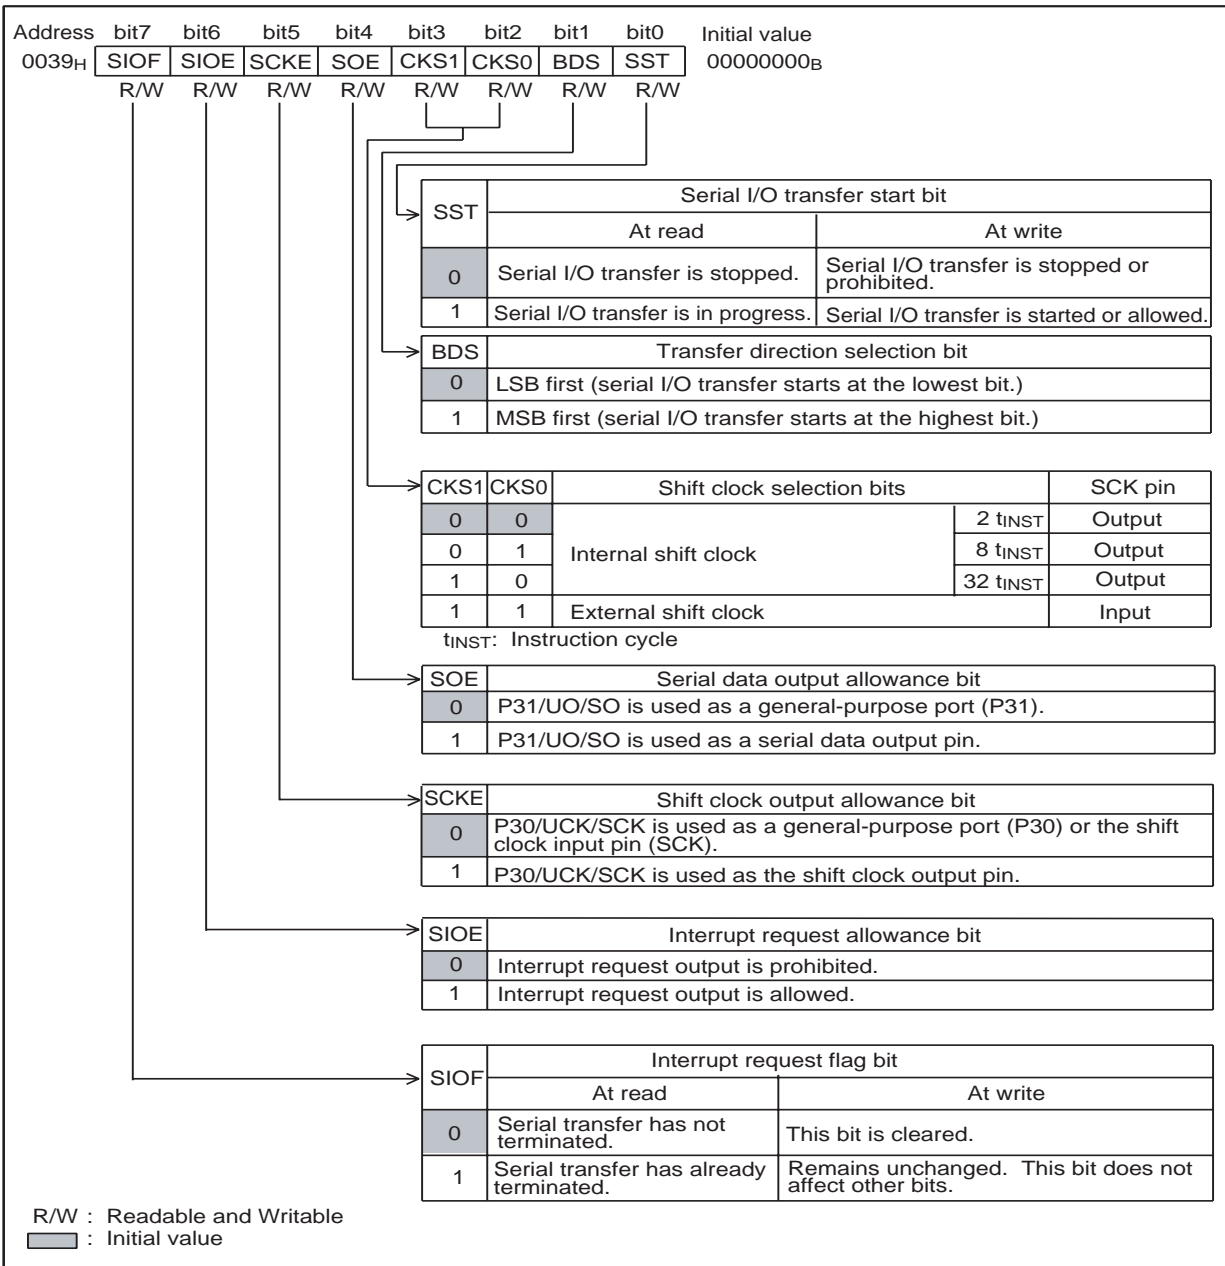 Address bit7 bit6 bit5 bit4 bit3 bit2 bit1 bit0 Initial value
0039H SIOF SIOE SCKE SOE CKS1 CKS0 BDS SST 00000000B
R/W R/W R/W R/W R/W R/W R/W R/W
SST Serial I/O transfer start bit
At read At write
0 Serial I/O transfer is stopped. Serial I/O transfer is stopped or
prohibited.
1 Serial I/O transfer is in progress. Serial I/O transfer is started or allowed.
BDS Transfer direction selection bit
0 LSB first (serial I/O transfer starts at the lowest bit.)
1 MSB first (serial I/O transfer starts at the highest bit.)
CKS1 CKS0 Shift clock selection bits SCK pin
0 0 2 tINST Output
0 1 Internal shift clock 8 tINST Output
1 0 32 tINST Output
1 1 External shift clock Input
tINST: Instruction cycle
SOE Serial data output allowance bit
0 P31/UO/SO is used as a general-purpose port (P31).
1 P31/UO/SO is used as a serial data output pin.
SCKE Shift clock output allowance bit
0 P30/UCK/SCK is used as a general-purpose port (P30) or the shift
clock input pin (SCK).
1 P30/UCK/SCK is used as the shift clock output pin.
SIOE Interrupt request allowance bit
0 Interrupt request output is prohibited.
1 Interrupt request output is allowed.
SIOF Interrupt request flag bit
At read At write
0 Serial transfer has not
terminated. This bit is cleared.
1 Serial transfer has already
terminated. Remains unchanged. This bit does not
affect other bits.
R/W : Readable and Writable
: Initial value